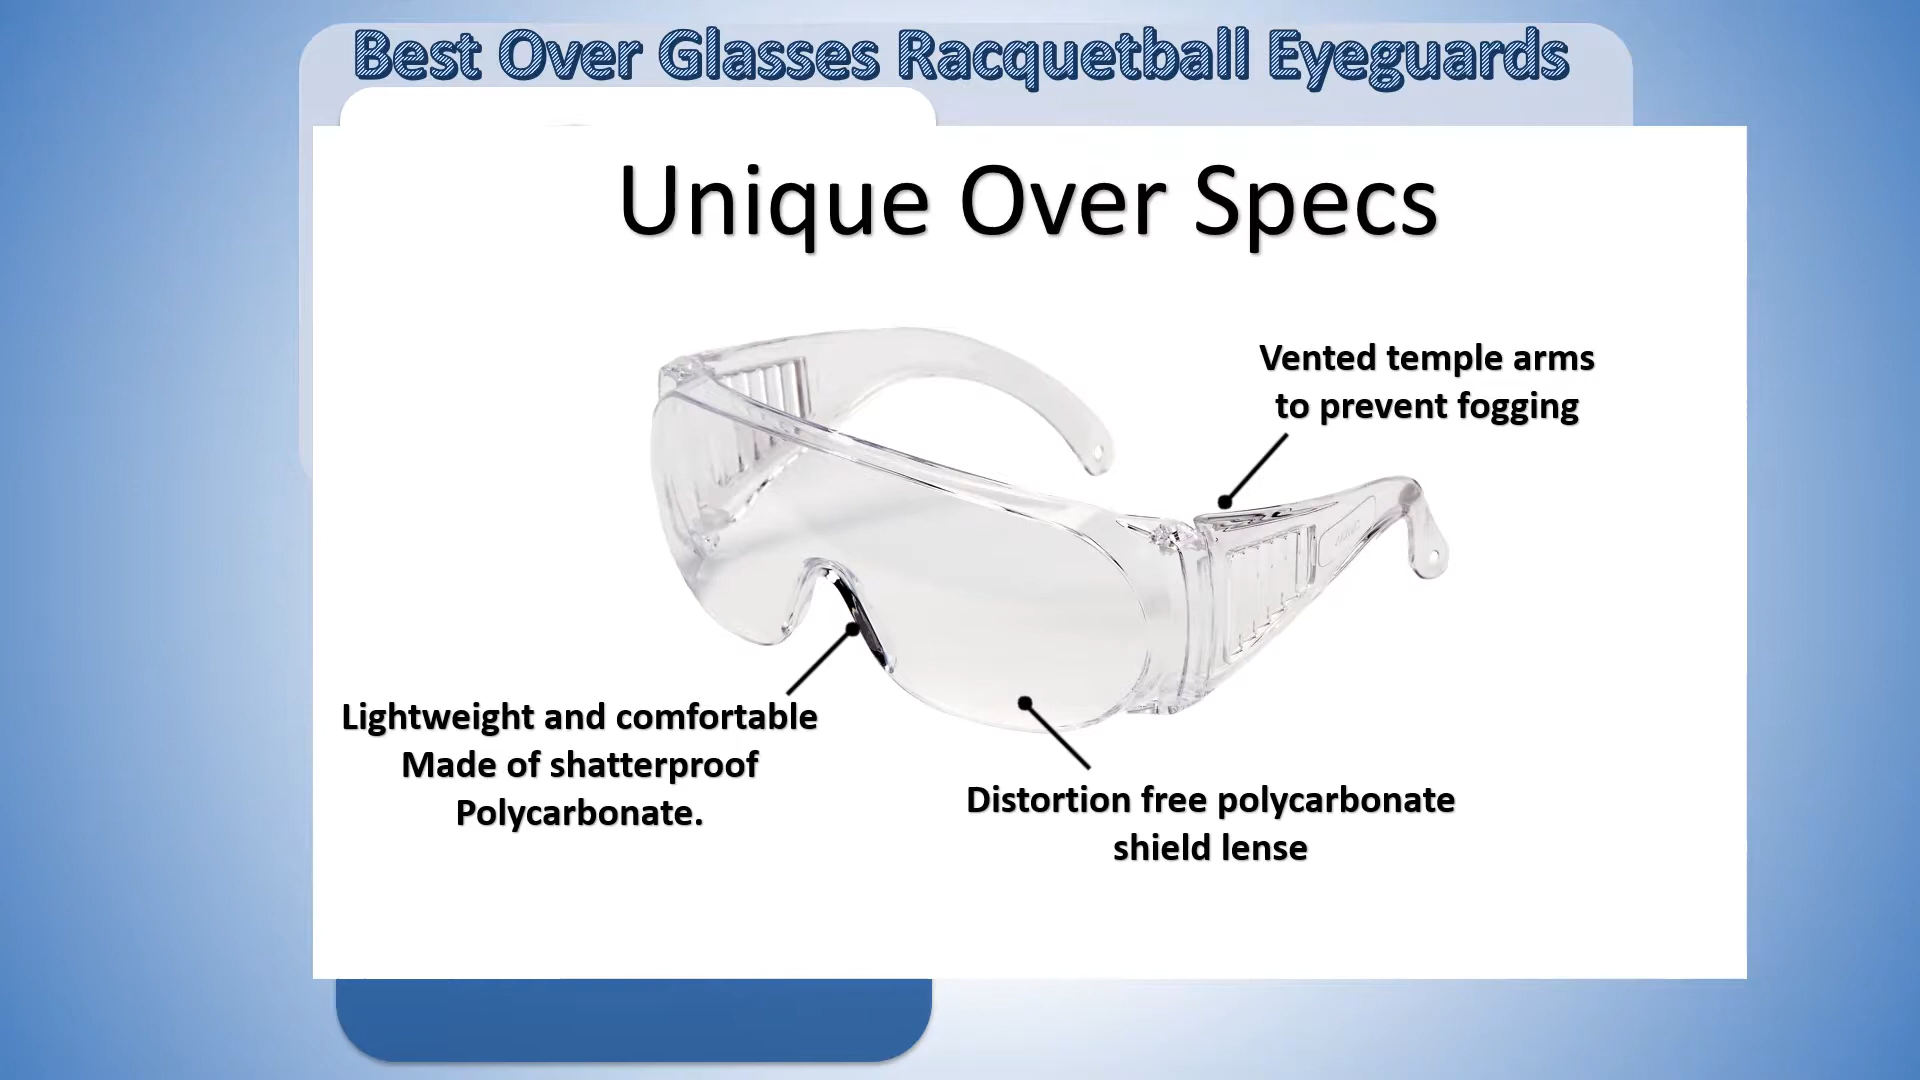 Best Over Glasses Racquetball Eyeguards
Unique Over Specs
Vented temple arms
to prevent fogging
Lightweight and comfortable
Made of shatterproof
Polycarbonate.
Distortion free polycarbonate
shield lense